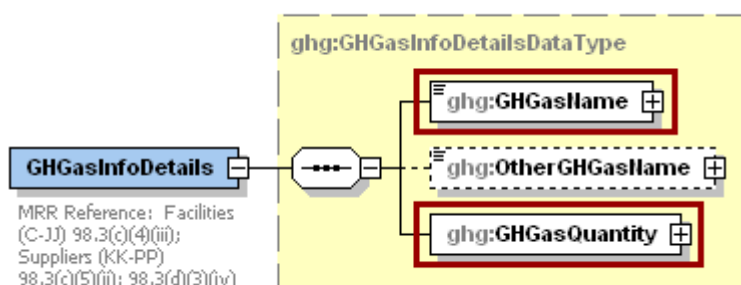 ghg:GHGasInfoDetailsDataType
ghg:GHGasName
GHGasInfoDetails
ghg:OtherGHGasName
MRR Reference: Facilities
(C-JJ) 98.3(c)(4)(iii);
Suppliers (KK-PP)
98.3(c)(5)(ii); 98.3(d)(3)(iv)
ghg:GHGasQuantity